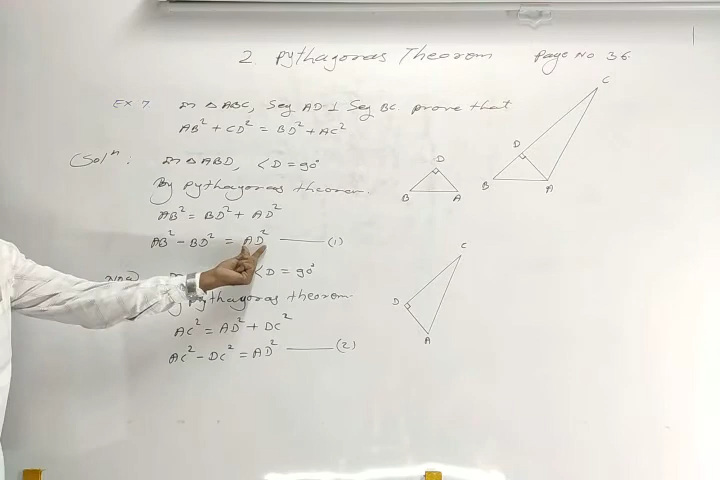 2 Pythagoras Theorem Page No 36.
Ex 7. In △ABC, Seg AD ⊥ Seg BC prove that
AB² + CD² = BD² + AC²
Solⁿ. In △ABD, <D = 90°
By Pythagoras theorem.
AB² = BD² + AD²
AB² - BD² = AD² —— (1)
<D = 90°
Pythagoras theorem.
AC² = AD² + DC²
AC² - DC² = AD² —— (2)
D
B A
C
D
B A
C
D
A